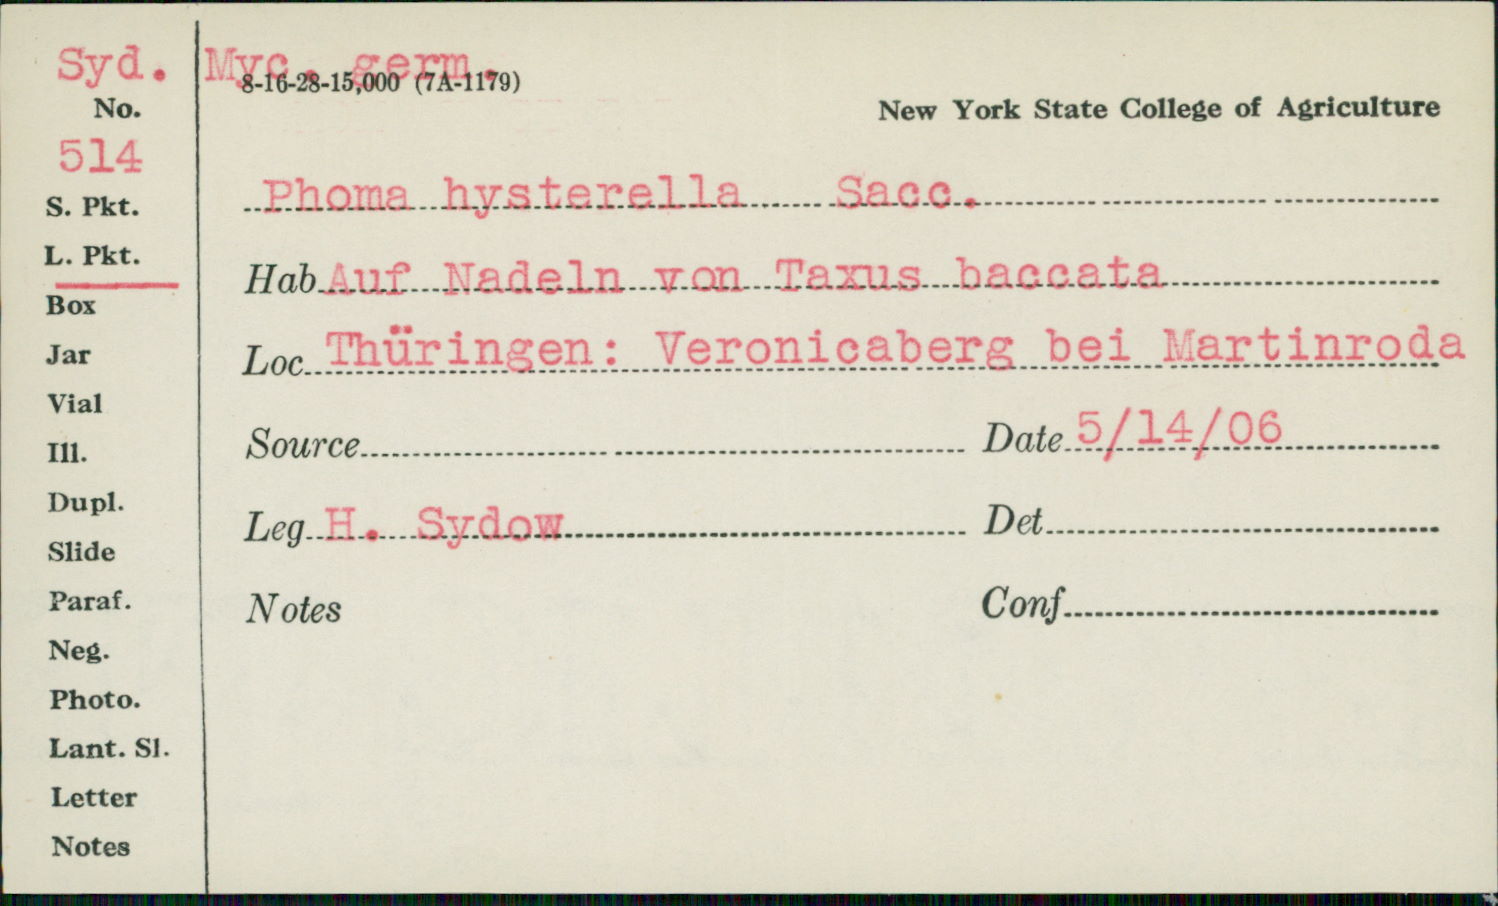 Syd. Myc. germ.
8-16-28-15,000 (7A-1179)
No.
New York State College of Agriculture
514
Phoma hysterella Sacc.
S. Pkt.
L. Pkt.
Hab Auf Nadeln von Taxus baccata
Box
Loc Thüringen: Veronicaberg bei Martinroda
Jar
Vial
Source Date 5/14/06
Ill.
Dupl.
Leg H. Sydow Det
Slide
Paraf.
Notes Conf
Neg.
Photo.
Lant. Sl.
Letter
Notes